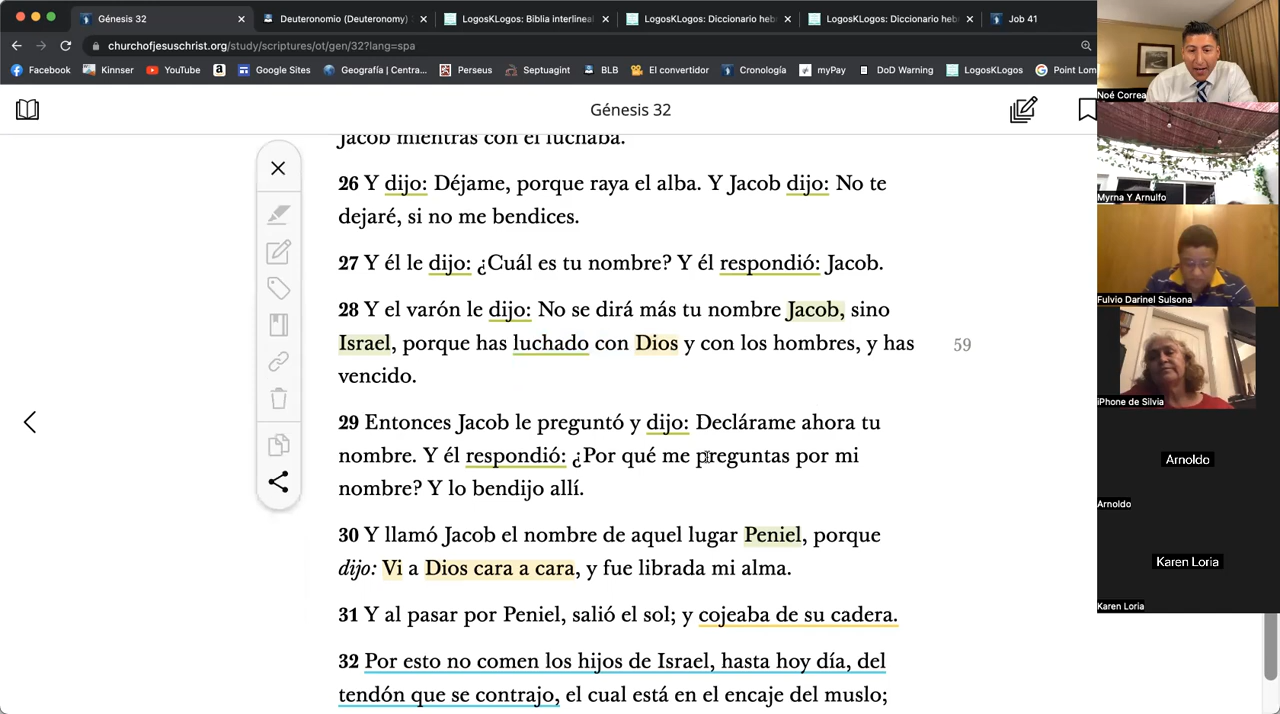 Génesis 32
Deuteronomio (Deuteronomy)
LogosKLogos: Biblia interlineal
LogosKLogos: Diccionario heb
LogosKLogos: Diccionario heb
Job 41
churchofjesuschrist.org/study/scriptures/ot/gen/32?lang=spa
Facebook
Kinnser
YouTube
Google Sites
Geografía (Centra...
Perseus
Septuagint
BLB
El convertidor
Cronología
myPay
DoD Warning
LogosKLogos
Point Lom
Génesis 32
Jacob mientras con él luchaba.
26 Y dijo: Déjame, porque raya el alba. Y Jacob dijo: No te
dejaré, si no me bendices.
27 Y él le dijo: ¿Cuál es tu nombre? Y él respondió: Jacob.
28 Y el varón le dijo: No se dirá más tu nombre Jacob, sino
Israel, porque has luchado con Dios y con los hombres, y has
vencido.
59
29 Entonces Jacob le preguntó y dijo: Declárame ahora tu
nombre. Y él respondió: ¿Por qué me preguntas por mi
nombre? Y lo bendijo allí.
30 Y llamó Jacob el nombre de aquel lugar Peniel, porque
dijo: Vi a Dios cara a cara, y fue librada mi alma.
31 Y al pasar por Peniel, salió el sol; y cojeaba de su cadera.
32 Por esto no comen los hijos de Israel, hasta hoy día, del
tendón que se contrajo, el cual está en el encaje del muslo;
Noé Correa
Myrna Y Arnulfo
Fulvio Darinel Sulsona
iPhone de Silvia
Arnoldo
Arnoldo
Karen Loria
Karen Loria